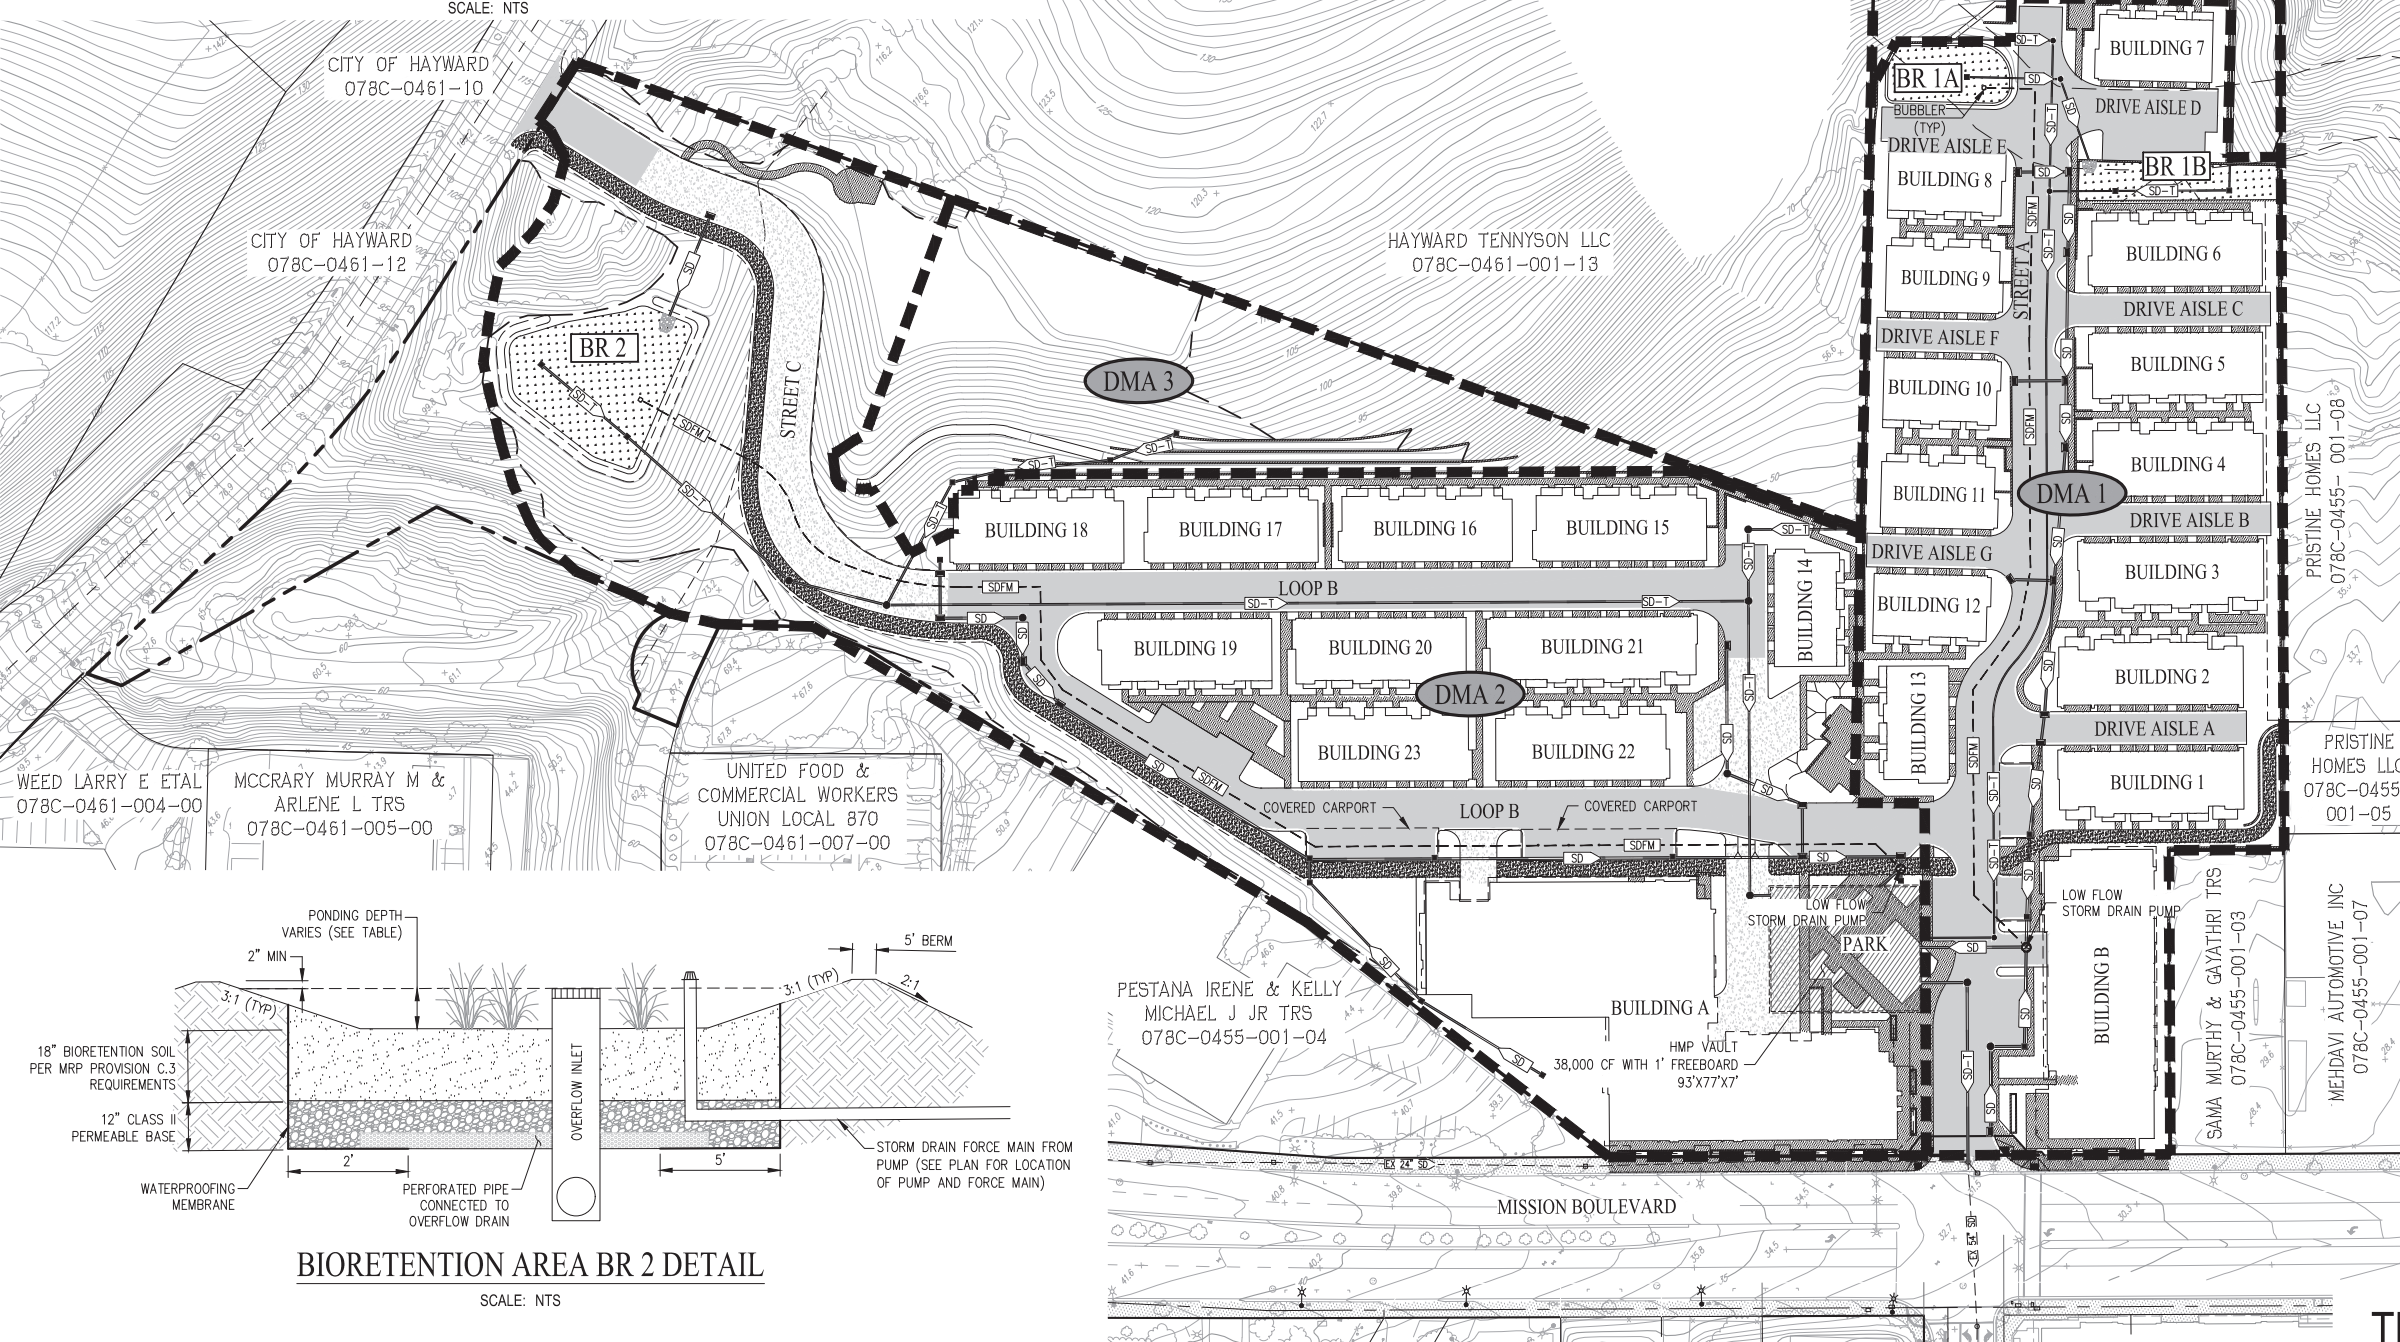 SCALE: NTS
CITY OF HAYWARD
078C-0461-10
CITY OF HAYWARD
078C-0461-12
HAYWARD TENNYSON LLC
078C-0461-001-13
BR 2
STREET C
DMA 3
BR 1A
BUBBLER
(TYP)
BUILDING 7
DRIVE AISLE D
DRIVE AISLE E
BR 1B
BUILDING 8
BUILDING 6
BUILDING 9
STREET A
DRIVE AISLE C
DRIVE AISLE F
BUILDING 5
BUILDING 10
BUILDING 4
BUILDING 11
DMA 1
DRIVE AISLE B
DRIVE AISLE G
BUILDING 3
BUILDING 12
BUILDING 2
BUILDING 13
DRIVE AISLE A
BUILDING 1
PRISTINE HOMES LLC
078C-0455- 001-08
PRISTINE
HOMES LLC
078C-0455
001-05
BUILDING 18
BUILDING 17
BUILDING 16
BUILDING 15
BUILDING 14
LOOP B
BUILDING 19
BUILDING 20
BUILDING 21
DMA 2
BUILDING 23
BUILDING 22
COVERED CARPORT
LOOP B
COVERED CARPORT
SD
SD-T
SDFM
LOW FLOW
STORM DRAIN PUMP
LOW FLOW
STORM DRAIN PUMP
PARK
BUILDING A
BUILDING B
HMP VAULT
38,000 CF WITH 1' FREEBOARD
93'X77'X7'
SAMA MURTHY & GAYATHRI TRS
078C-0455-001-03
MEHDAVI AUTOMOTIVE INC
078C-0455-001-07
WEED LARRY E ETAL
078C-0461-004-00
MCCRARY MURRAY M &
ARLENE L TRS
078C-0461-005-00
UNITED FOOD &
COMMERCIAL WORKERS
UNION LOCAL 870
078C-0461-007-00
PESTANA IRENE & KELLY
MICHAEL J JR TRS
078C-0455-001-04
EX 24" SD
MISSION BOULEVARD
EX 54" SD
PONDING DEPTH
VARIES (SEE TABLE)
2" MIN
5' BERM
3:1 (TYP)
3:1 (TYP)
2:1
18" BIORETENTION SOIL
PER MRP PROVISION C.3
REQUIREMENTS
12" CLASS II
PERMEABLE BASE
OVERFLOW INLET
2'
5'
WATERPROOFING
MEMBRANE
PERFORATED PIPE
CONNECTED TO
OVERFLOW DRAIN
STORM DRAIN FORCE MAIN FROM
PUMP (SEE PLAN FOR LOCATION
OF PUMP AND FORCE MAIN)
BIORETENTION AREA BR 2 DETAIL
SCALE: NTS